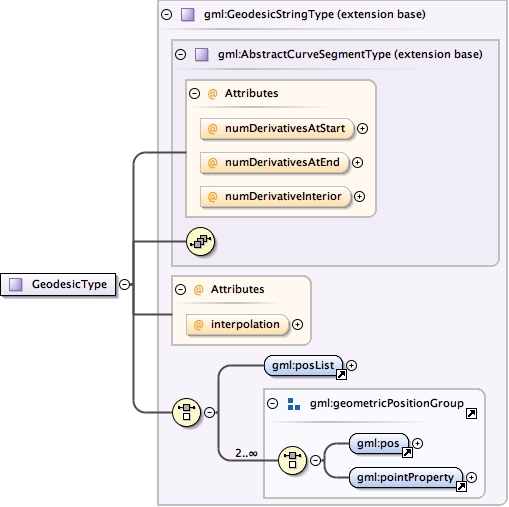 gml:GeodesicStringType (extension base)
gml:AbstractCurveSegmentType (extension base)
@ Attributes
@ numDerivativesAtStart
@ numDerivativesAtEnd
@ numDerivativeInterior
GeodesicType
@ Attributes
@ interpolation
gml:posList
gml:geometricPositionGroup
2..∞
gml:pos
gml:pointProperty